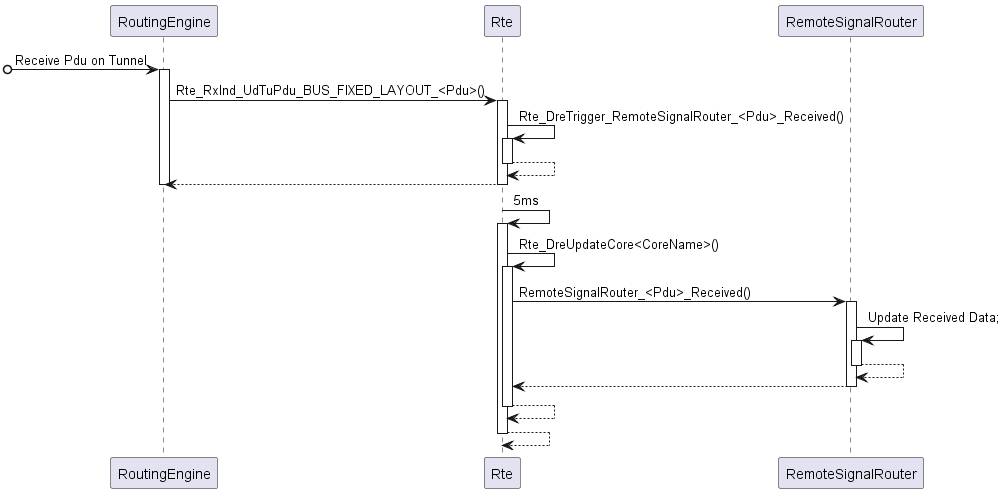 RoutingEngine
Rte
RemoteSignalRouter
Receive Pdu on Tunnel
Rte_RxInd_UdTuPdu_BUS_FIXED_LAYOUT_<Pdu>()
Rte_DreTrigger_RemoteSignalRouter_<Pdu>_Received()
5ms
Rte_DreUpdateCore<CoreName>()
RemoteSignalRouter_<Pdu>_Received()
Update Received Data;
RoutingEngine
Rte
RemoteSignalRouter